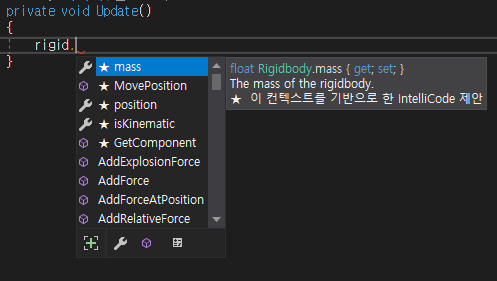 private void Update()
{
rigid.
}
★ mass
★ MovePosition
★ position
★ isKinematic
★ GetComponent
AddExplosionForce
AddForce
AddForceAtPosition
AddRelativeForce
float Rigidbody.mass { get; set; }
The mass of the rigidbody.
★ 이 컨텍스트를 기반으로 한 IntelliCode 제안